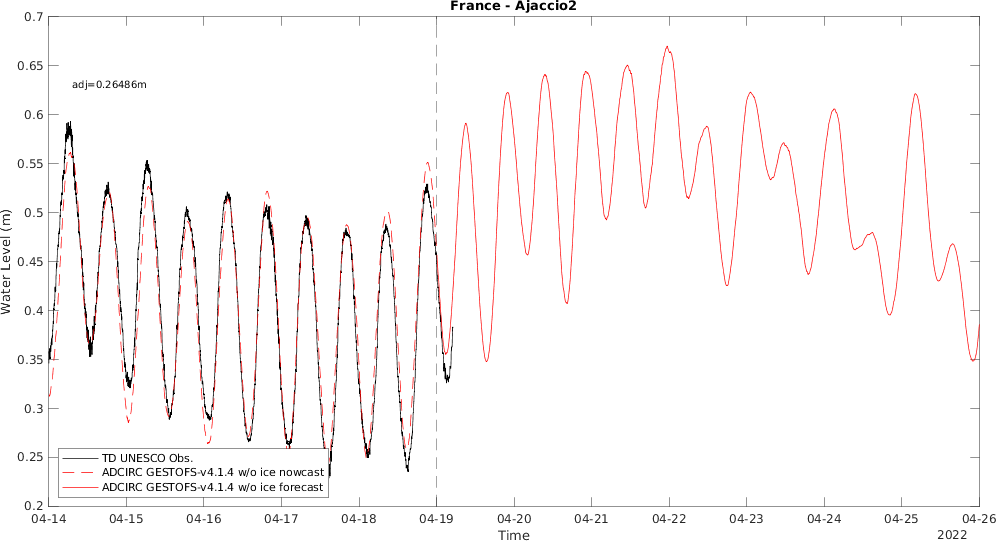 France - Ajaccio2
0.7
0.65
0.6
0.55
0.5
0.45
0.4
0.35
0.3
0.25
0.2
Water Level (m)
adj=0.26486m
TD UNESCO Obs.
ADCIRC GESTOFS-v4.1.4 w/o ice nowcast
ADCIRC GESTOFS-v4.1.4 w/o ice forecast
04-14 04-15 04-16 04-17 04-18 04-19 04-20 04-21 04-22 04-23 04-24 04-25 04-26
Time
2022